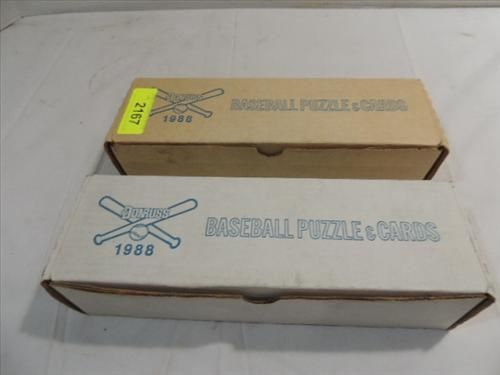 2167
DONRUSS
1988
BASEBALL PUZZLE & CARDS
DONRUSS
1988
BASEBALL PUZZLE & CARDS